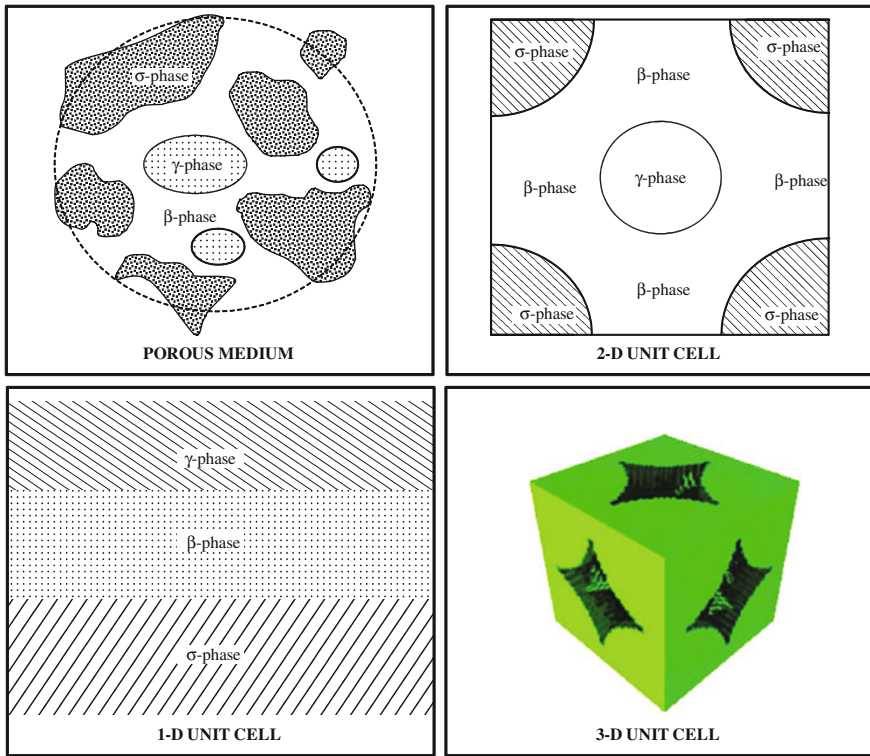 σ-phase
γ-phase
β-phase
POROUS MEDIUM
σ-phase
σ-phase
β-phase
γ-phase
β-phase
β-phase
β-phase
σ-phase
σ-phase
2-D UNIT CELL
γ-phase
β-phase
σ-phase
1-D UNIT CELL
3-D UNIT CELL